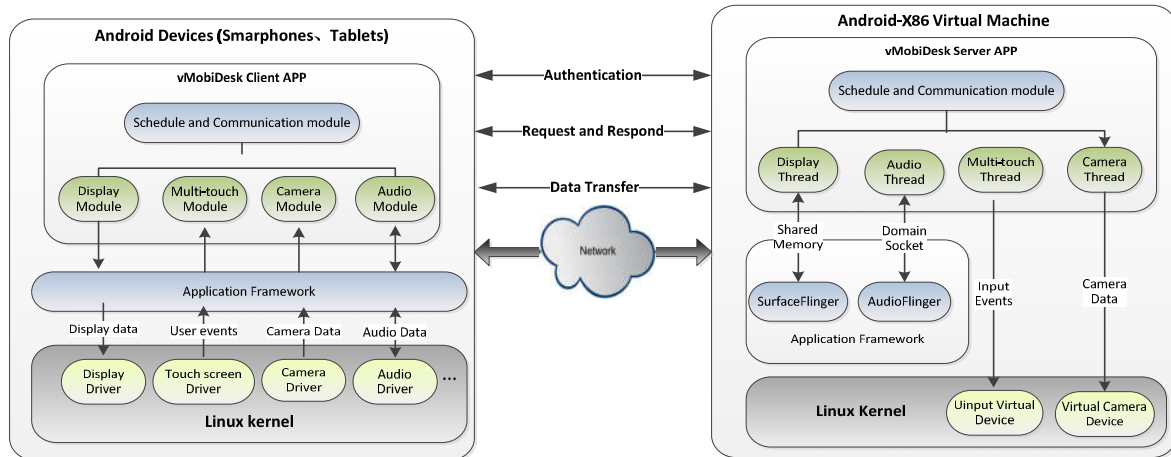 Android Devices (Smarphones、Tablets)
vMobiDesk Client APP
Schedule and Communication module
Display
Module
Multi-touch
Module
Camera
Module
Audio
Module
Application Framework
Display data
User events
Camera Data
Audio Data
Display
Driver
Touch screen
Driver
Camera
Driver
Audio
Driver
...
Linux kernel
Authentication
Request and Respond
Data Transfer
Network
Android-X86 Virtual Machine
vMobiDesk Server APP
Schedule and Communication module
Display
Thread
Audio
Thread
Multi-touch
Thread
Camera
Thread
Shared
Memory
Domain
Socket
SurfaceFlinger
AudioFlinger
Application Framework
Input
Events
Camera
Data
Linux Kernel
Uinput Virtual
Device
Virtual Camera
Device